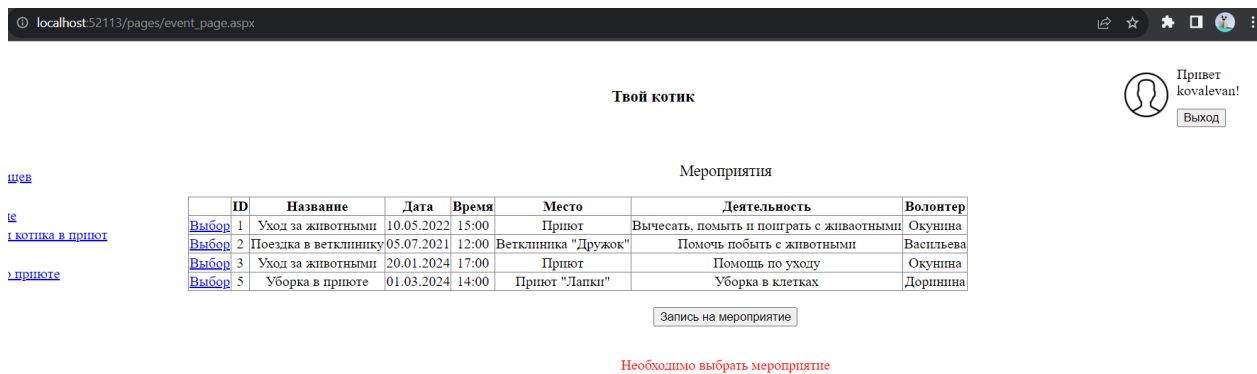 localhost:52113/pages/event_page.aspx
Привет
kovalevan!
Твой котик
Выход
Мероприятия
ID Название Дата Время Место Деятельность Волонтер
Выбор 1 Уход за животными 10.05.2022 15:00 Приют Вычесать, помыть и поиграть с живаотными Окунина
Выбор 2 Поездка в ветклинику 05.07.2021 12:00 Ветклиника "Дружок" Помочь побыть с животными Васильева
Выбор 3 Уход за животными 20.01.2024 17:00 Приют Помощь по уходу Окунина
Выбор 5 Уборка в приюте 01.03.2024 14:00 Приют "Лапки" Уборка в клетках Доринина
котика в приют
приюте
Запись на мероприятие
Необходимо выбрать мероприятие